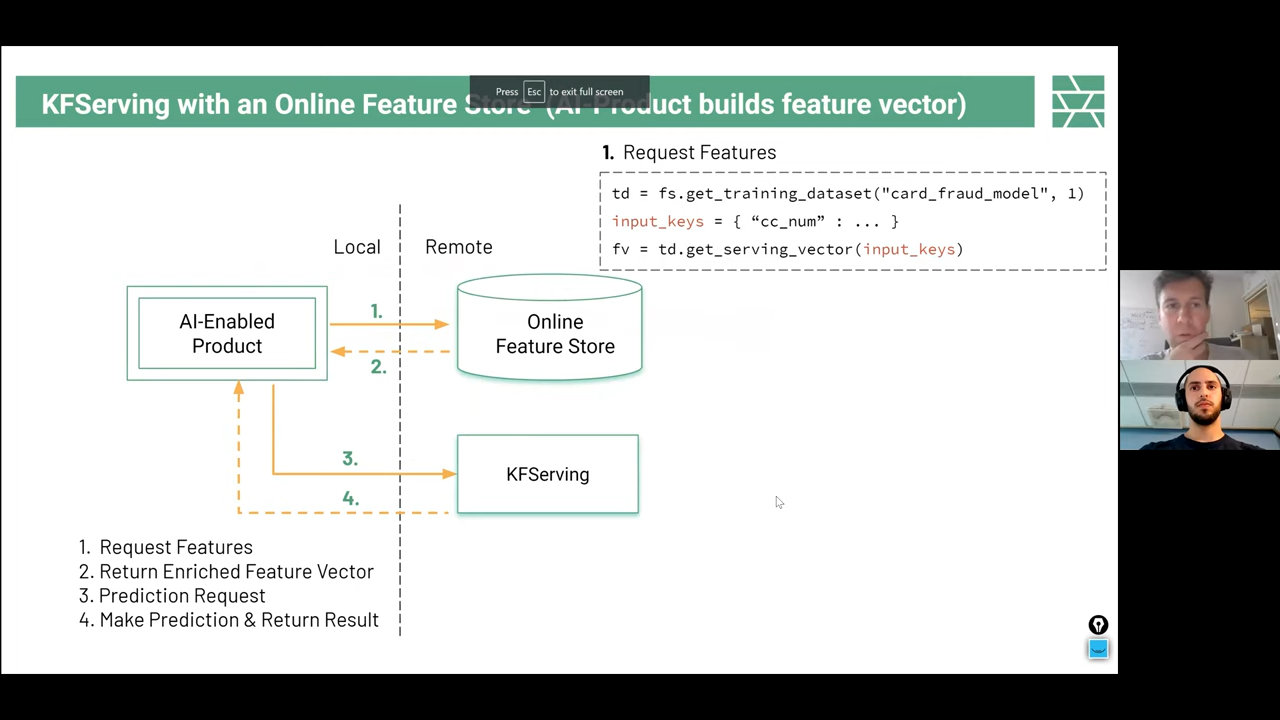 KFServing with an Online Feature Store (AI-Product builds feature vector)
Press Esc to exit full screen
1. Request Features
td = fs.get_training_dataset("card_fraud_model", 1)
input_keys = { “cc_num” : ... }
fv = td.get_serving_vector(input_keys)
Local
Remote
AI-Enabled
Product
1.
2.
Online
Feature Store
3.
4.
KFServing
1. Request Features
2. Return Enriched Feature Vector
3. Prediction Request
4. Make Prediction & Return Result